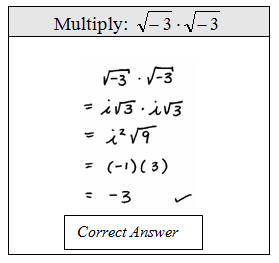 Multiply: √-3 · √-3
√-3 · √-3
= i√3 · i√3
= i²√9
= (-1)(3)
= -3 ✓
Correct Answer